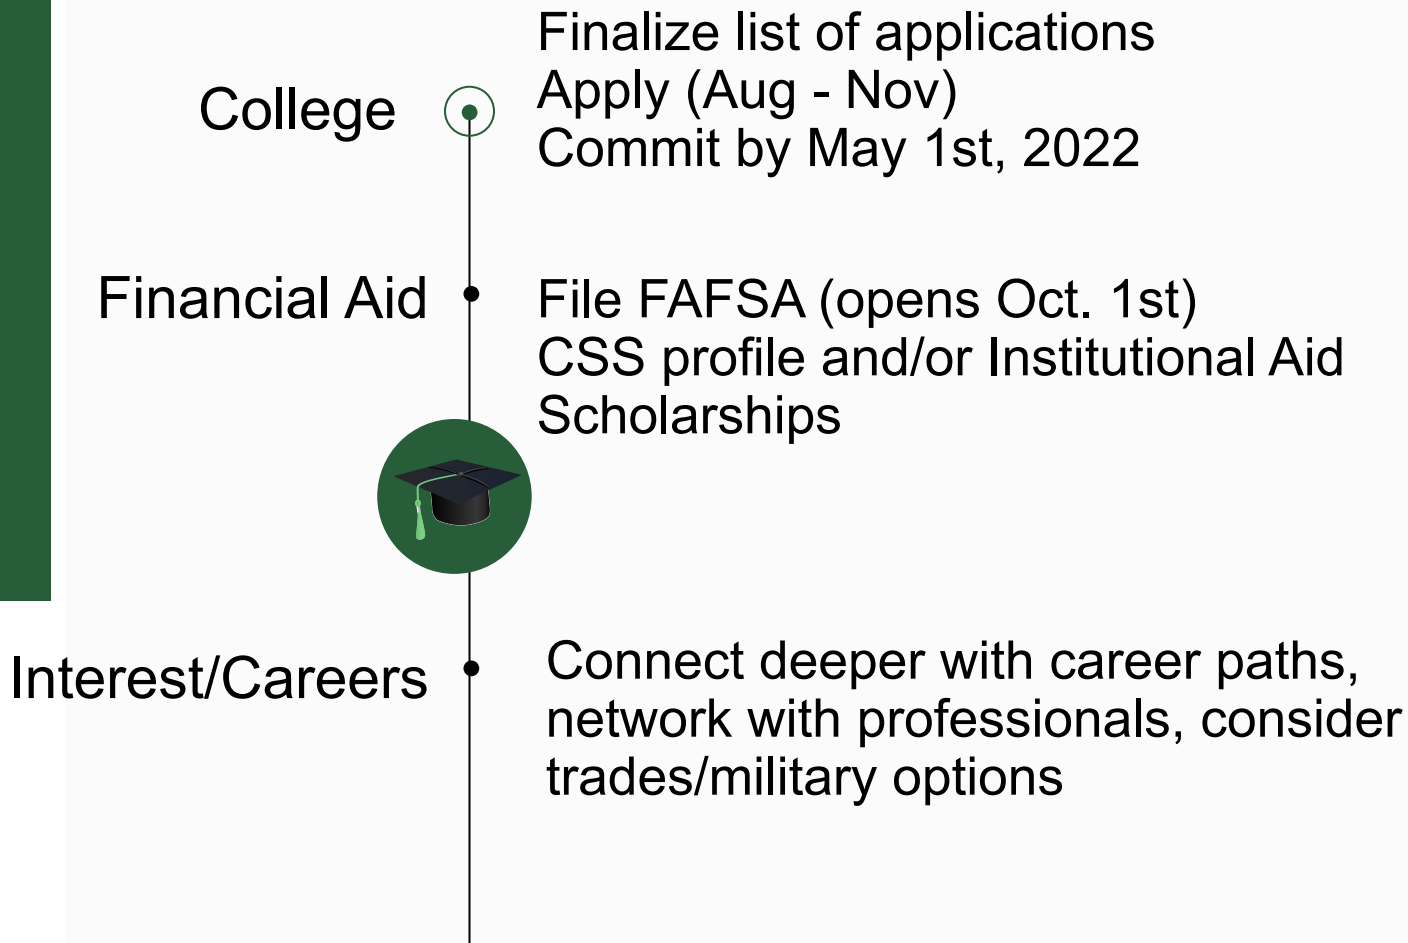 College
Finalize list of applications
Apply (Aug - Nov)
Commit by May 1st, 2022
Financial Aid
File FAFSA (opens Oct. 1st)
CSS profile and/or Institutional Aid
Scholarships
Interest/Careers
Connect deeper with career paths,
network with professionals, consider
trades/military options